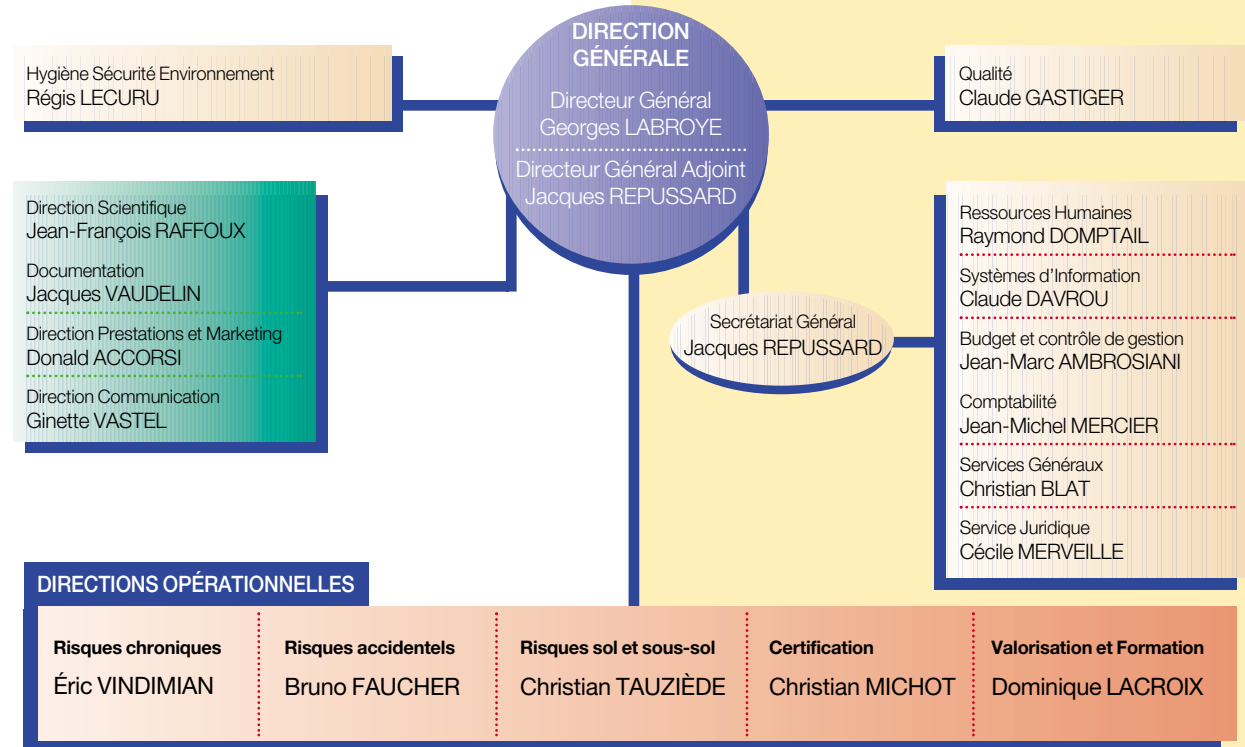 DIRECTION
GÉNÉRALE
Directeur Général
Georges LABROYE
Directeur Général Adjoint
Jacques REPUSSARD
Hygiène Sécurité Environnement
Régis LECURU
Qualité
Claude GASTIGER
Direction Scientifique
Jean-François RAFFOUX
Documentation
Jacques VAUDELIN
Direction Prestations et Marketing
Donald ACCORSI
Direction Communication
Ginette VASTEL
Secrétariat Général
Jacques REPUSSARD
Ressources Humaines
Raymond DOMPTAIL
Systèmes d’Information
Claude DAVROU
Budget et contrôle de gestion
Jean-Marc AMBROSIANI
Comptabilité
Jean-Michel MERCIER
Services Généraux
Christian BLAT
Service Juridique
Cécile MERVEILLE
DIRECTIONS OPÉRATIONNELLES
Risques chroniques
Éric VINDIMIAN
Risques accidentels
Bruno FAUCHER
Risques sol et sous-sol
Christian TAUZIÈDE
Certification
Christian MICHOT
Valorisation et Formation
Dominique LACROIX